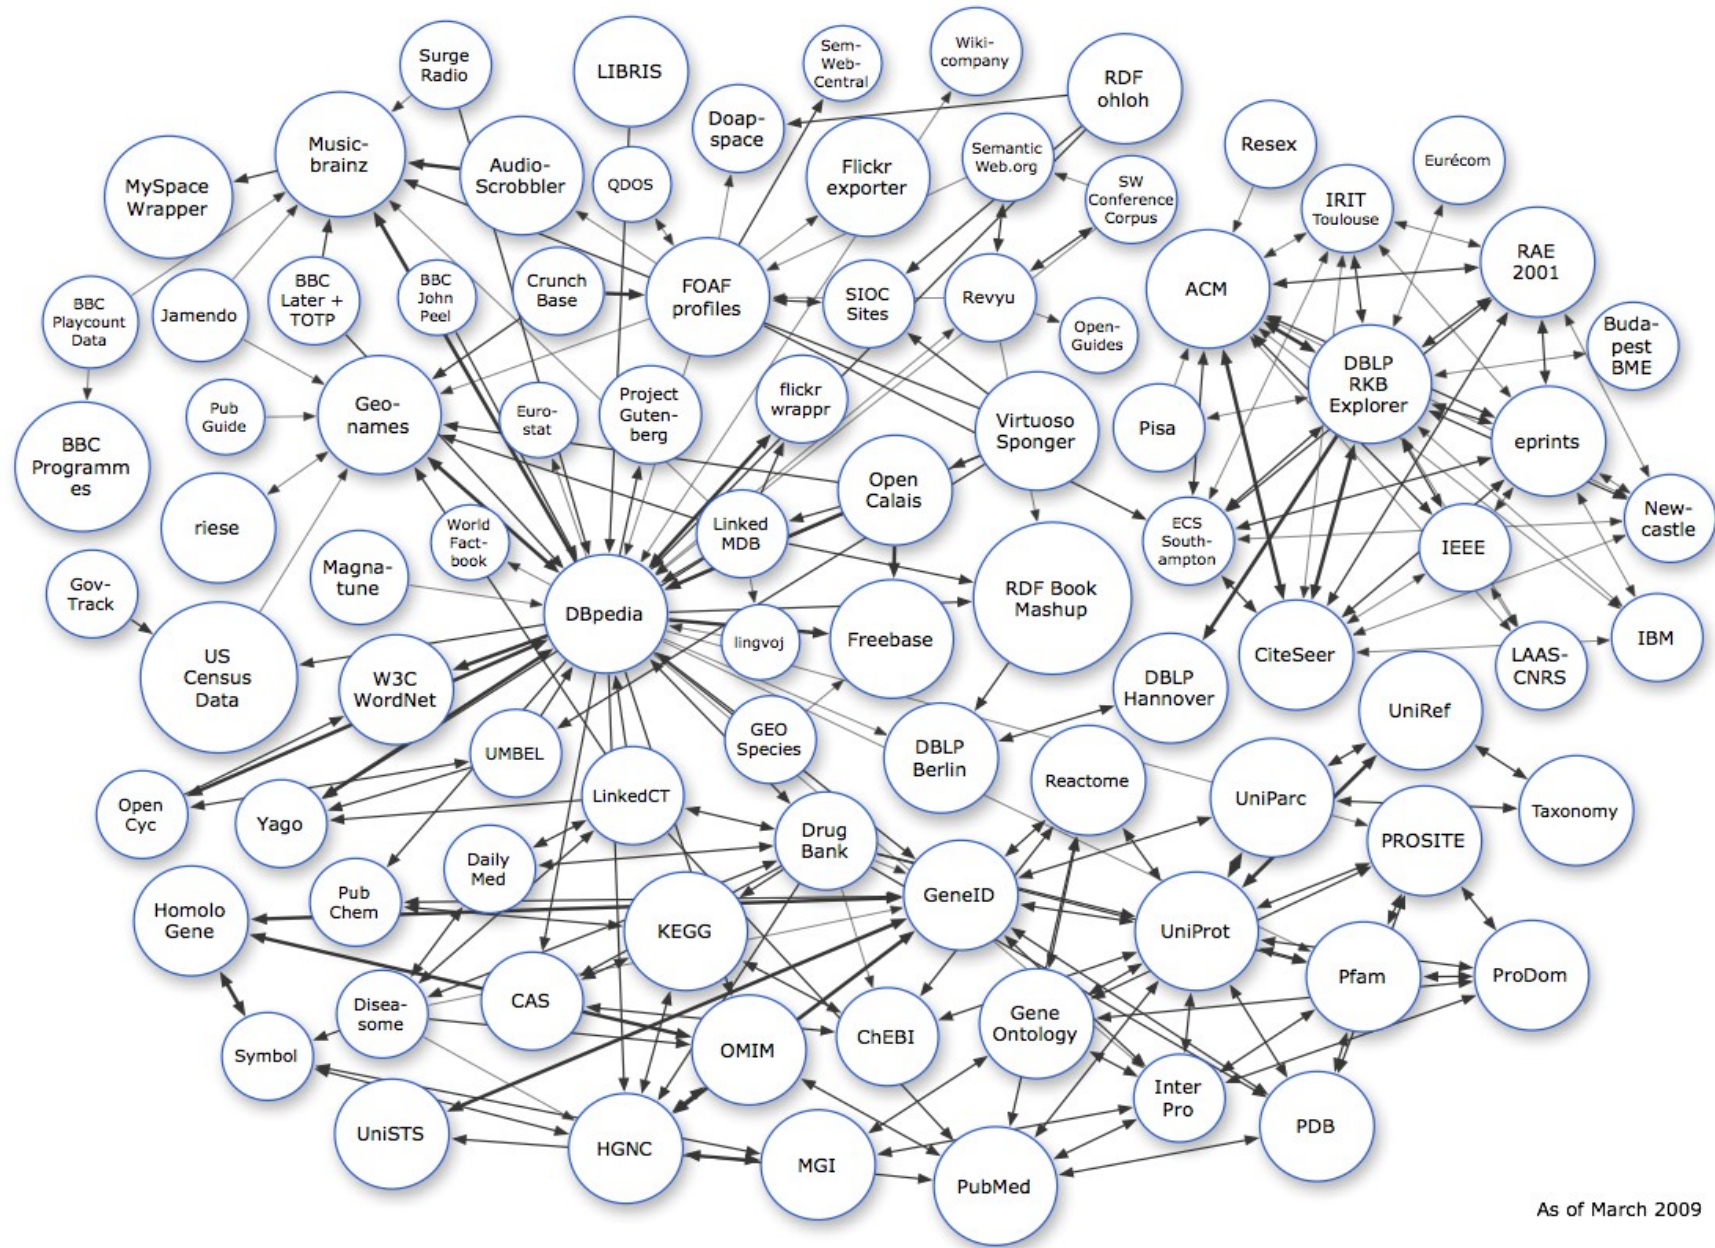 Surge
Radio
LIBRIS
Sem-
Web-
Central
Wiki-
company
RDF
ohloh
Doap-
space
Music-
brainz
Audio-
Scrobbler
QDOS
Flickr
exporter
Semantic
Web.org
SW
Conference
Corpus
Resex
Eurécom
IRIT
Toulouse
MySpace
Wrapper
RAE
2001
BBC
Playcount
Data
Jamendo
BBC
Later +
TOTP
BBC
John
Peel
Crunch
Base
FOAF
profiles
SIOC
Sites
Revyu
Open-
Guides
ACM
Buda-
pest
BME
DBLP
RKB
Explorer
Pub
Guide
Geo-
names
Euro-
stat
Project
Guten-
berg
flickr
wrappr
Virtuoso
Sponger
Pisa
eprints
BBC
Programm
es
riese
World
Fact-
book
Linked
MDB
Open
Calais
ECS
South-
ampton
IEEE
New-
castle
Gov-
Track
Magna-
tune
DBpedia
RDF Book
Mashup
lingvoj
Freebase
CiteSeer
LAAS-
CNRS
IBM
US
Census
Data
W3C
WordNet
DBLP
Hannover
UniRef
UMBEL
GEO
Species
DBLP
Berlin
Reactome
UniParc
Taxonomy
Open
Cyc
Yago
LinkedCT
Drug
Bank
PROSITE
Daily
Med
Pub
Chem
Homolo
Gene
KEGG
GeneID
UniProt
Pfam
ProDom
Disea-
some
CAS
OMIM
ChEBI
Gene
Ontology
Symbol
Inter
Pro
PDB
UniSTS
HGNC
MGI
PubMed
As of March 2009